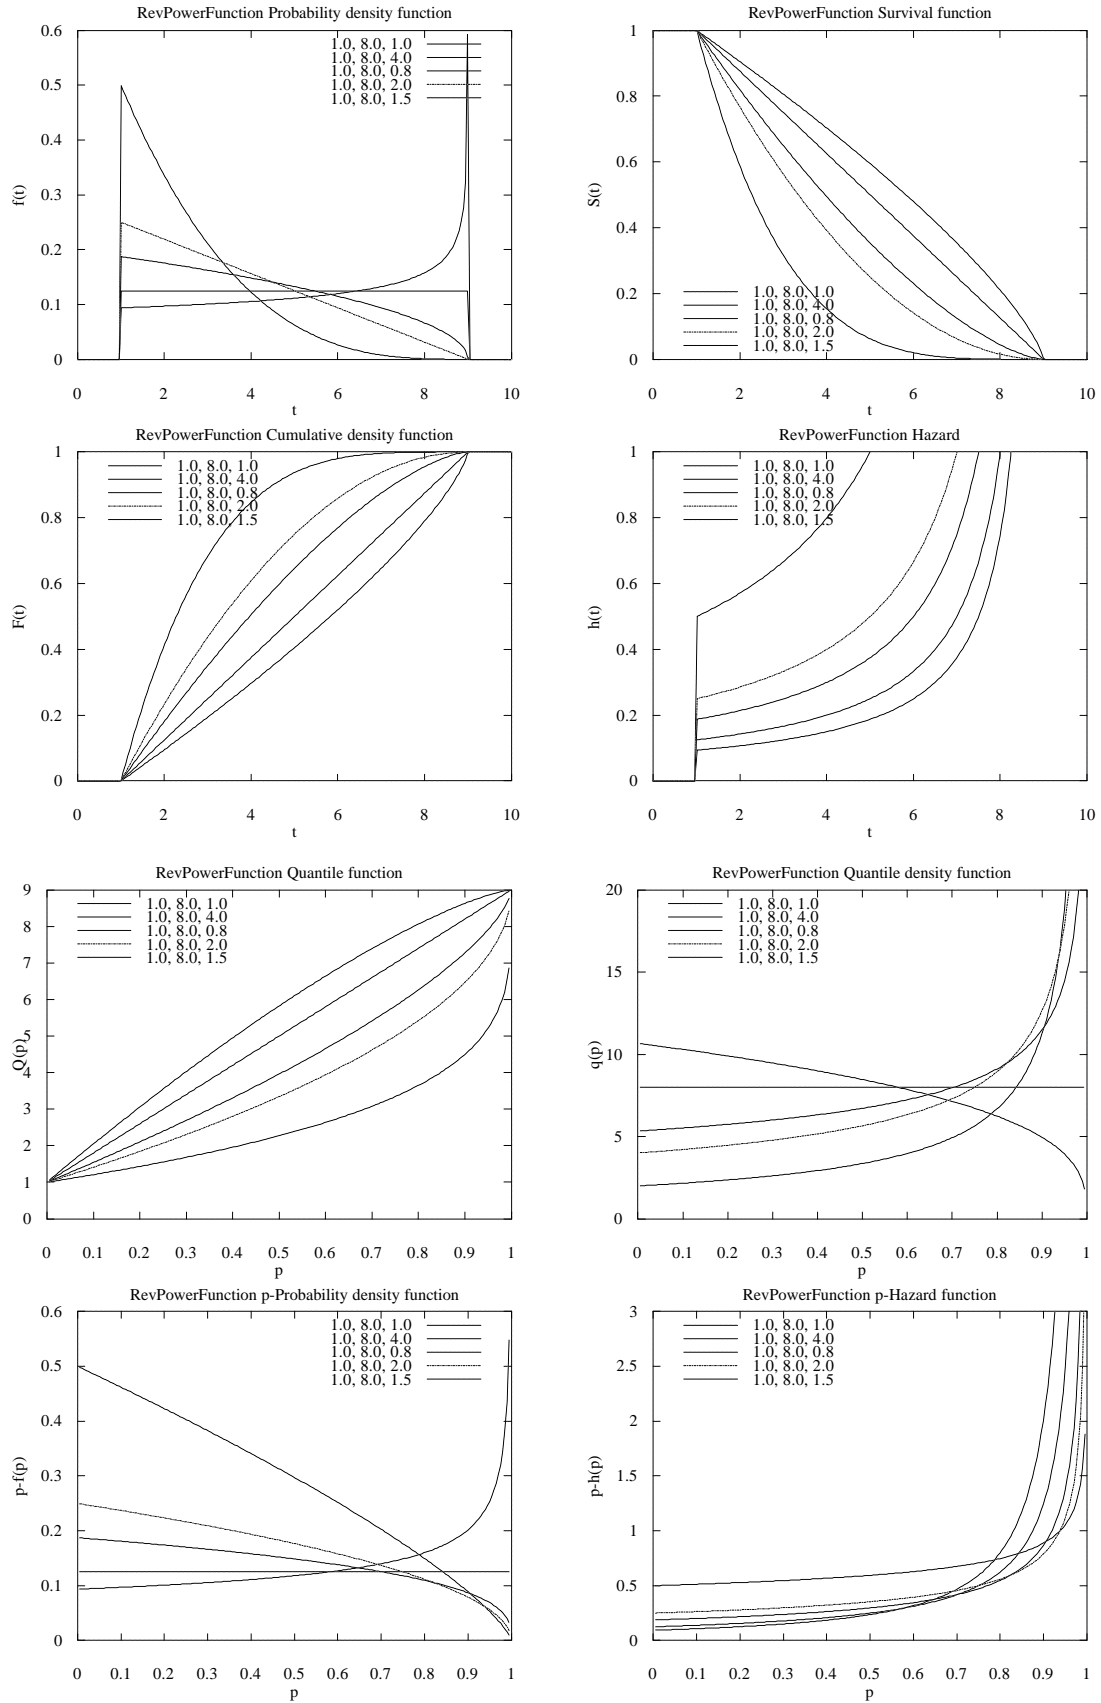 RevPowerFunction Probability density function
f(t)
0.6
0.5
0.4
0.3
0.2
0.1
0
1.0, 8.0, 1.0
1.0, 8.0, 4.0
1.0, 8.0, 0.8
1.0, 8.0, 2.0
1.0, 8.0, 1.5
0 2 4 6 8 10
t
RevPowerFunction Survival function
S(t)
1
0.8
0.6
0.4
0.2
0
1.0, 8.0, 1.0
1.0, 8.0, 4.0
1.0, 8.0, 0.8
1.0, 8.0, 2.0
1.0, 8.0, 1.5
0 2 4 6 8 10
t
RevPowerFunction Cumulative density function
F(t)
1
0.8
0.6
0.4
0.2
0
1.0, 8.0, 1.0
1.0, 8.0, 4.0
1.0, 8.0, 0.8
1.0, 8.0, 2.0
1.0, 8.0, 1.5
0 2 4 6 8 10
t
RevPowerFunction Hazard
h(t)
1
0.8
0.6
0.4
0.2
0
1.0, 8.0, 1.0
1.0, 8.0, 4.0
1.0, 8.0, 0.8
1.0, 8.0, 2.0
1.0, 8.0, 1.5
0 2 4 6 8 10
t
RevPowerFunction Quantile function
Q(p)
9
8
7
6
5
4
3
2
1
0
1.0, 8.0, 1.0
1.0, 8.0, 4.0
1.0, 8.0, 0.8
1.0, 8.0, 2.0
1.0, 8.0, 1.5
0 0.1 0.2 0.3 0.4 0.5 0.6 0.7 0.8 0.9 1
p
RevPowerFunction Quantile density function
q(p)
20
15
10
5
0
1.0, 8.0, 1.0
1.0, 8.0, 4.0
1.0, 8.0, 0.8
1.0, 8.0, 2.0
1.0, 8.0, 1.5
0 0.1 0.2 0.3 0.4 0.5 0.6 0.7 0.8 0.9 1
p
RevPowerFunction p-Probability density function
p-f(p)
0.6
0.5
0.4
0.3
0.2
0.1
0
1.0, 8.0, 1.0
1.0, 8.0, 4.0
1.0, 8.0, 0.8
1.0, 8.0, 2.0
1.0, 8.0, 1.5
0 0.1 0.2 0.3 0.4 0.5 0.6 0.7 0.8 0.9 1
p
RevPowerFunction p-Hazard function
p-h(p)
3
2.5
2
1.5
1
0.5
0
1.0, 8.0, 1.0
1.0, 8.0, 4.0
1.0, 8.0, 0.8
1.0, 8.0, 2.0
1.0, 8.0, 1.5
0 0.1 0.2 0.3 0.4 0.5 0.6 0.7 0.8 0.9 1
p